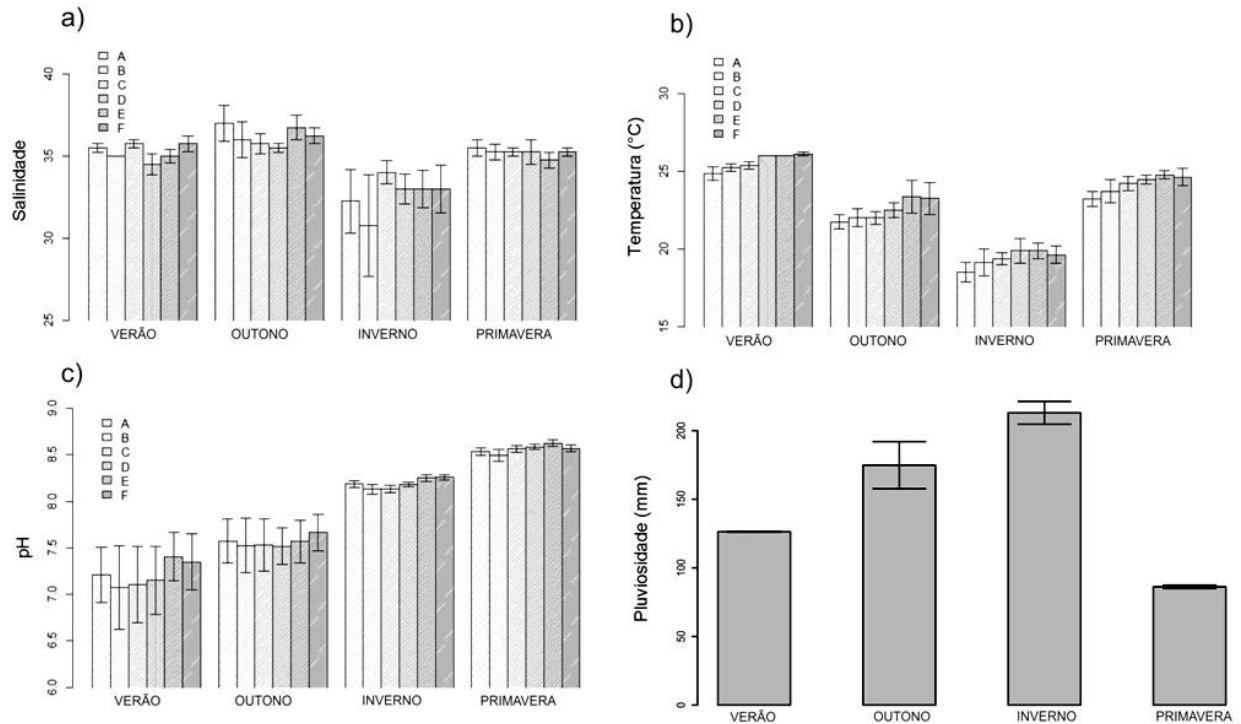 a)
A
B
C
D
E
F
Salinidade
40
35
30
25
VERÃO OUTONO INVERNO PRIMAVERA
b)
A
B
C
D
E
F
Temperatura (°C)
30
25
20
15
VERÃO OUTONO INVERNO PRIMAVERA
c)
A
B
C
D
E
F
pH
9.0
8.5
8.0
7.5
7.0
6.5
6.0
VERÃO OUTONO INVERNO PRIMAVERA
d)
Pluviosidade (mm)
200
150
100
50
0
VERÃO OUTONO INVERNO PRIMAVERA